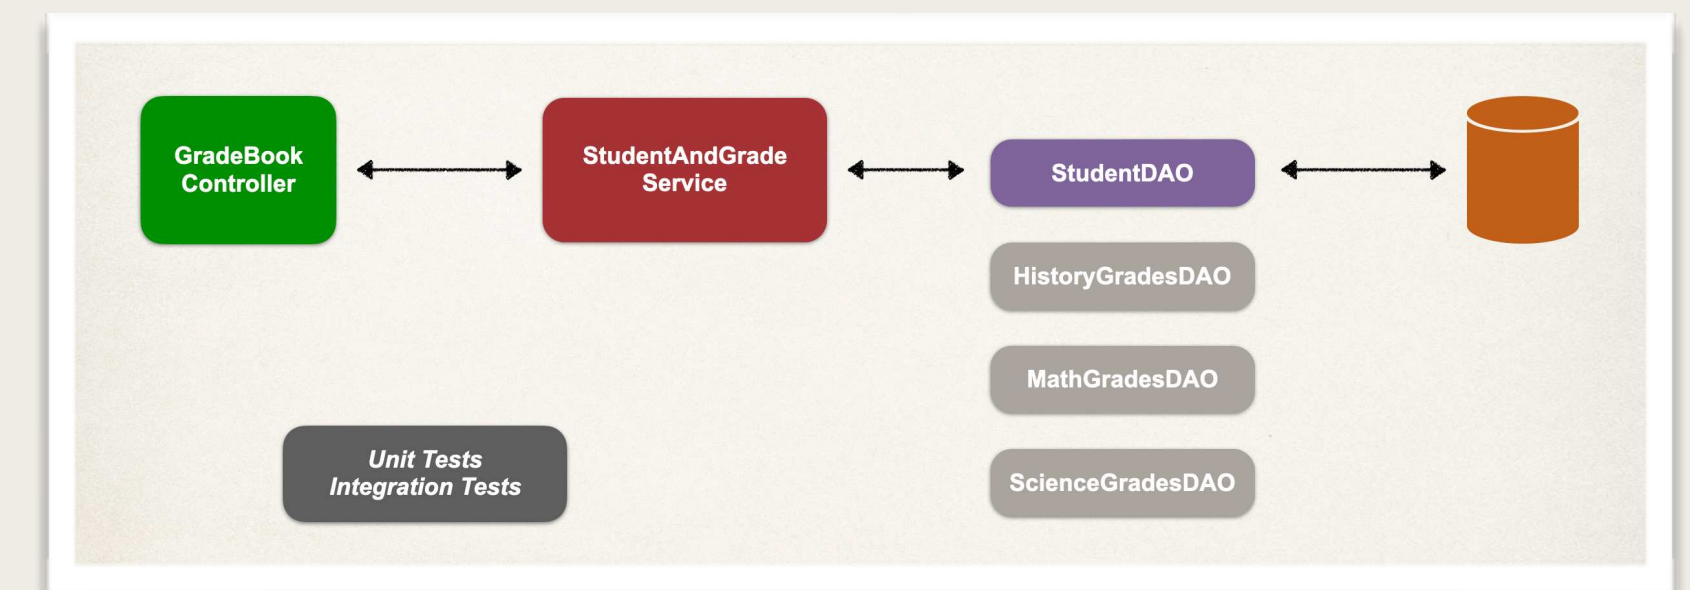 GradeBook
Controller
StudentAndGrade
Service
StudentDAO
HistoryGradesDAO
MathGradesDAO
ScienceGradesDAO
Unit Tests
Integration Tests